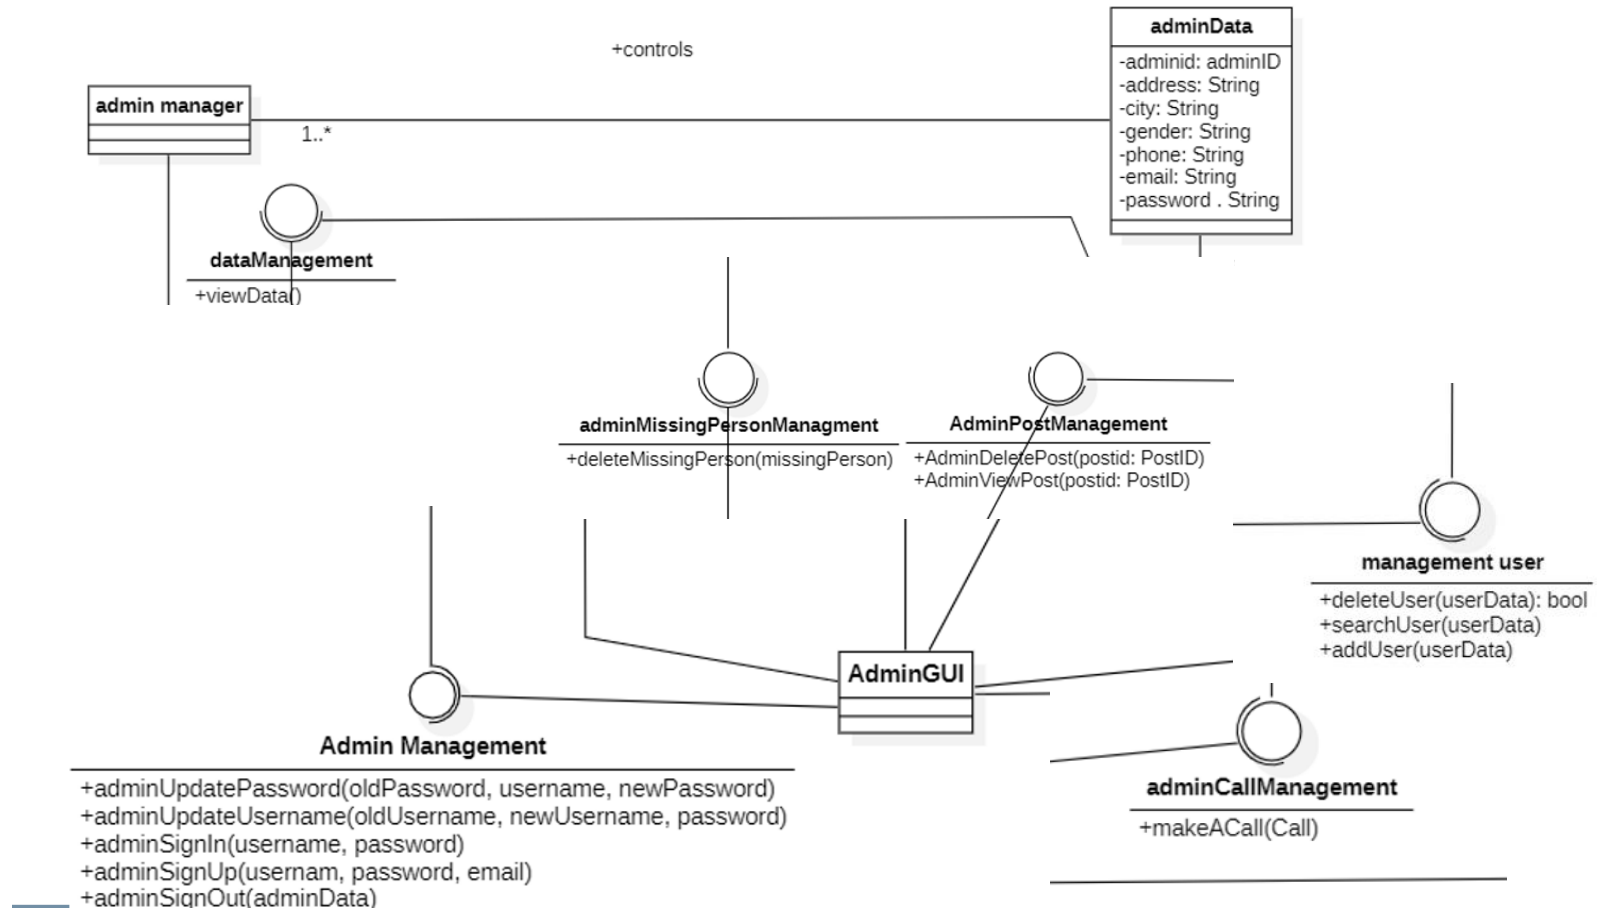 +controls
admin manager
1..*
adminData
-adminid: adminID
-address: String
-city: String
-gender: String
-phone: String
-email: String
-password . String
dataManagement
+viewData()
adminMissingPersonManagment
+deleteMissingPerson(missingPerson)
AdminPostManagement
+AdminDeletePost(postid: PostID)
+AdminViewPost(postid: PostID)
management user
+deleteUser(userData): bool
+searchUser(userData)
+addUser(userData)
AdminGUI
Admin Management
+adminUpdatePassword(oldPassword, username, newPassword)
+adminUpdateUsername(oldUsername, newUsername, password)
+adminSignIn(username, password)
+adminSignUp(usernam, password, email)
+adminSignOut(adminData)
adminCallManagement
+makeACall(Call)